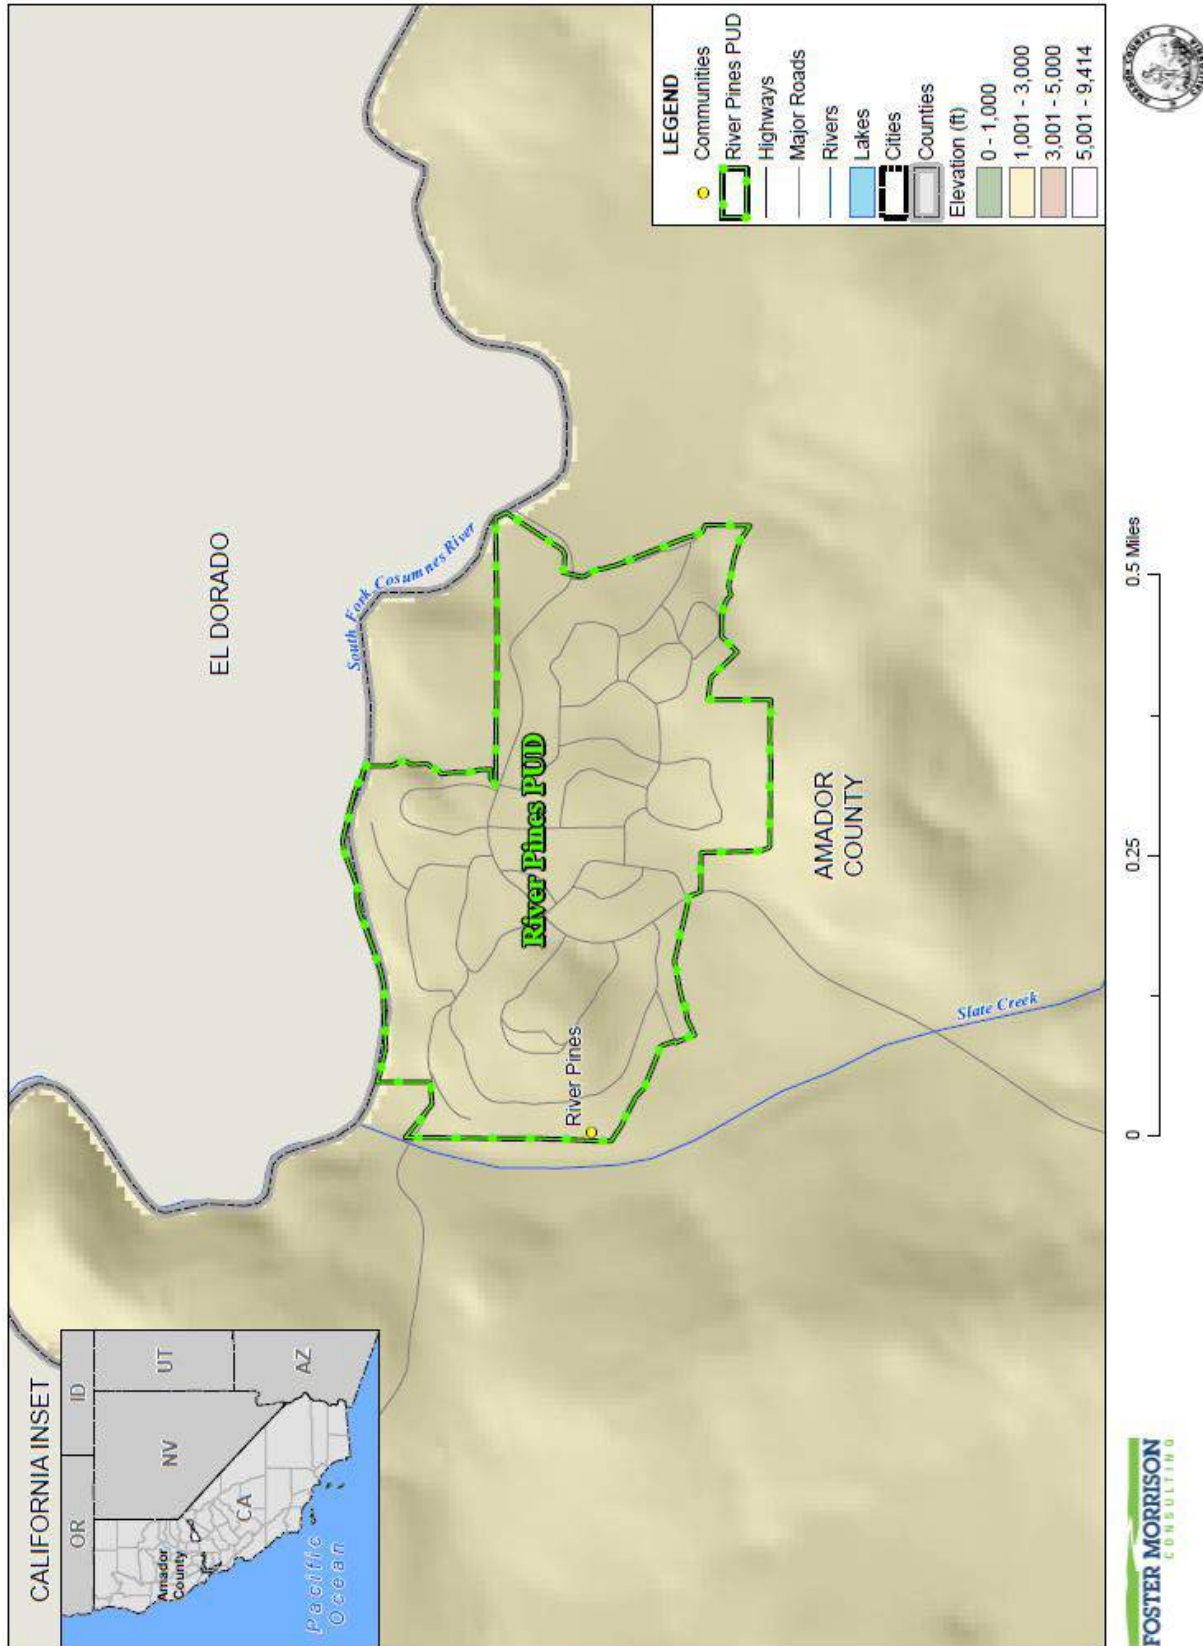 CALIFORNIA INSET
OR
ID
NV
UT
CA
AZ
Amador
County
Pacific
Ocean
EL DORADO
South Fork Cosumnes River
River Pines PUD
River Pines
AMADOR
COUNTY
Slate Creek
LEGEND
Communities
River Pines PUD
Highways
Major Roads
Rivers
Lakes
Cities
Counties
Elevation (ft)
0 - 1,000
1,001 - 3,000
3,001 - 5,000
5,001 - 9,414
FOSTER MORRISON
CONSULTING
0
0.25
0.5 Miles
AMADOR COUNTY